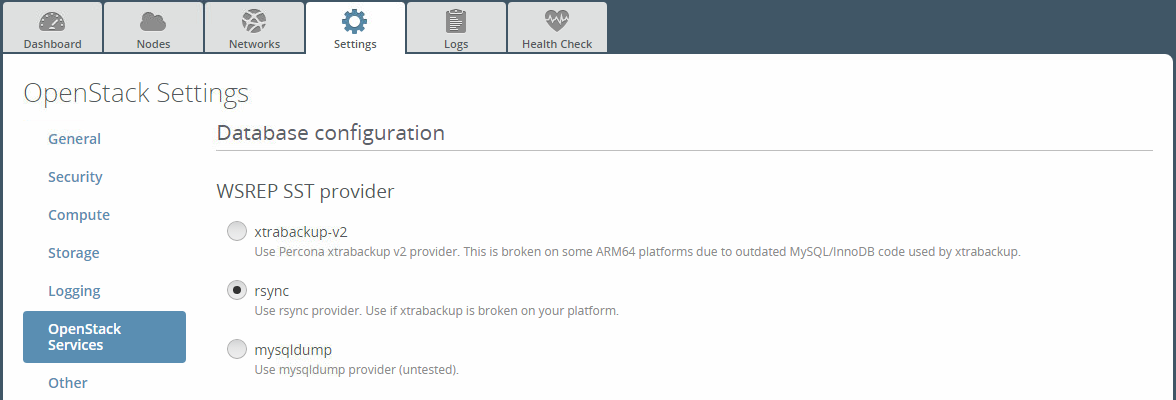 Dashboard
Nodes
Networks
Settings
Logs
Health Check
OpenStack Settings
General
Security
Compute
Storage
Logging
OpenStack
Services
Other
Database configuration
WSREP SST provider
xtrabackup-v2
Use Percona xtrabackup v2 provider. This is broken on some ARM64 platforms due to outdated MySQL/InnoDB code used by xtrabackup.
rsync
Use rsync provider. Use if xtrabackup is broken on your platform.
mysqldump
Use mysqldump provider (untested).